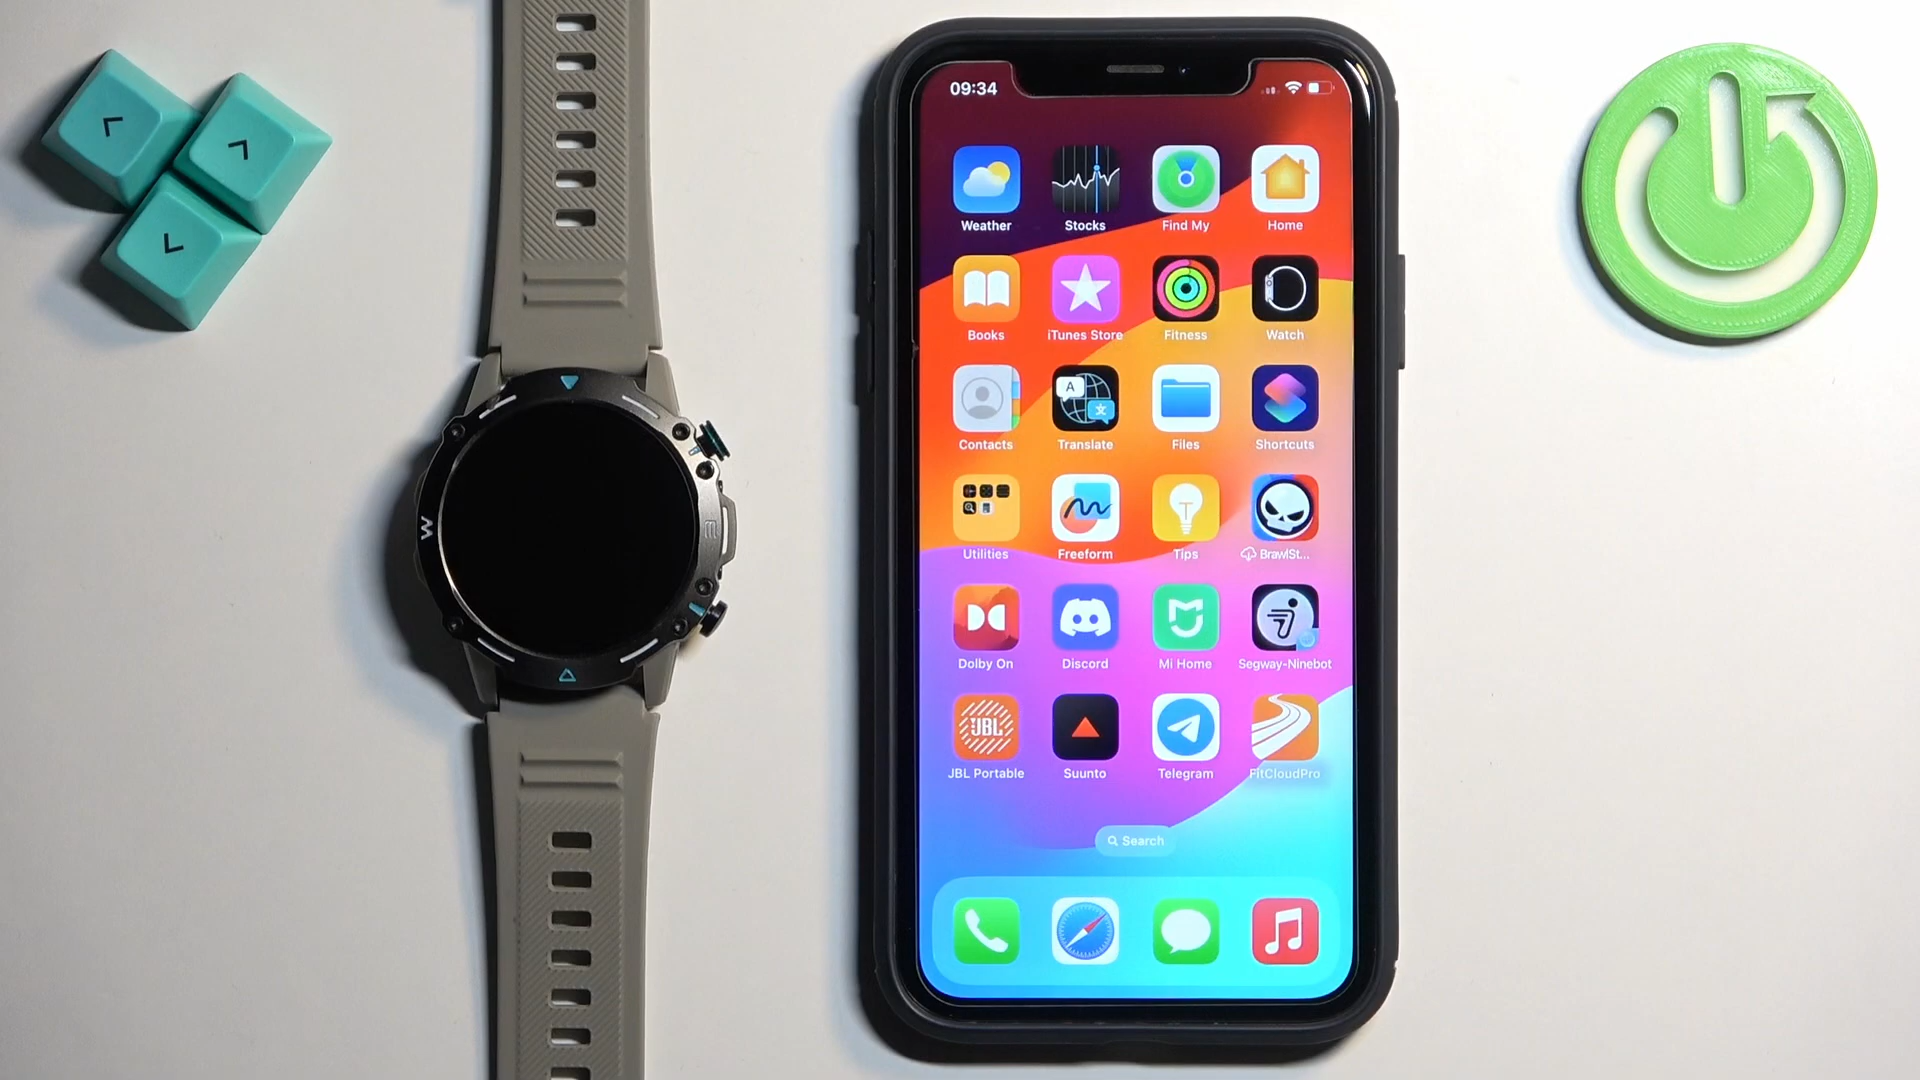 09:34
Weather Stocks Find My Home
Books iTunes Store Fitness Watch
Contacts Translate Files Shortcuts
Utilities Freeform Tips BrawlSt...
Dolby On Discord Mi Home Segway-Ninebot
JBL
JBL Portable Suunto Telegram FitCloudPro
Search